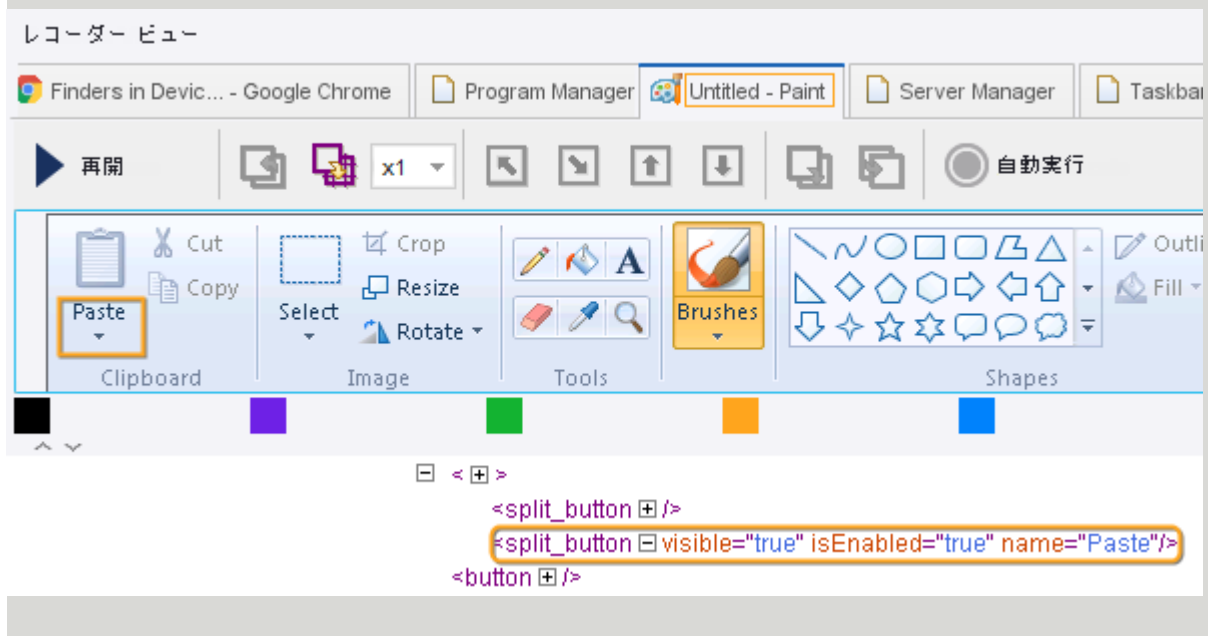 レコーダー ビュー
Finders in Devic... - Google Chrome
Program Manager
Untitled - Paint
Server Manager
Taskbar
再開
x1
自動実行
Cut
Copy
Paste
Clipboard
Select
Crop
Resize
Rotate
Image
A
Tools
Brushes
Shapes
Outli
Fill
< >
<split_button />
<split_button visible="true" isEnabled="true" name="Paste"/>
<button />